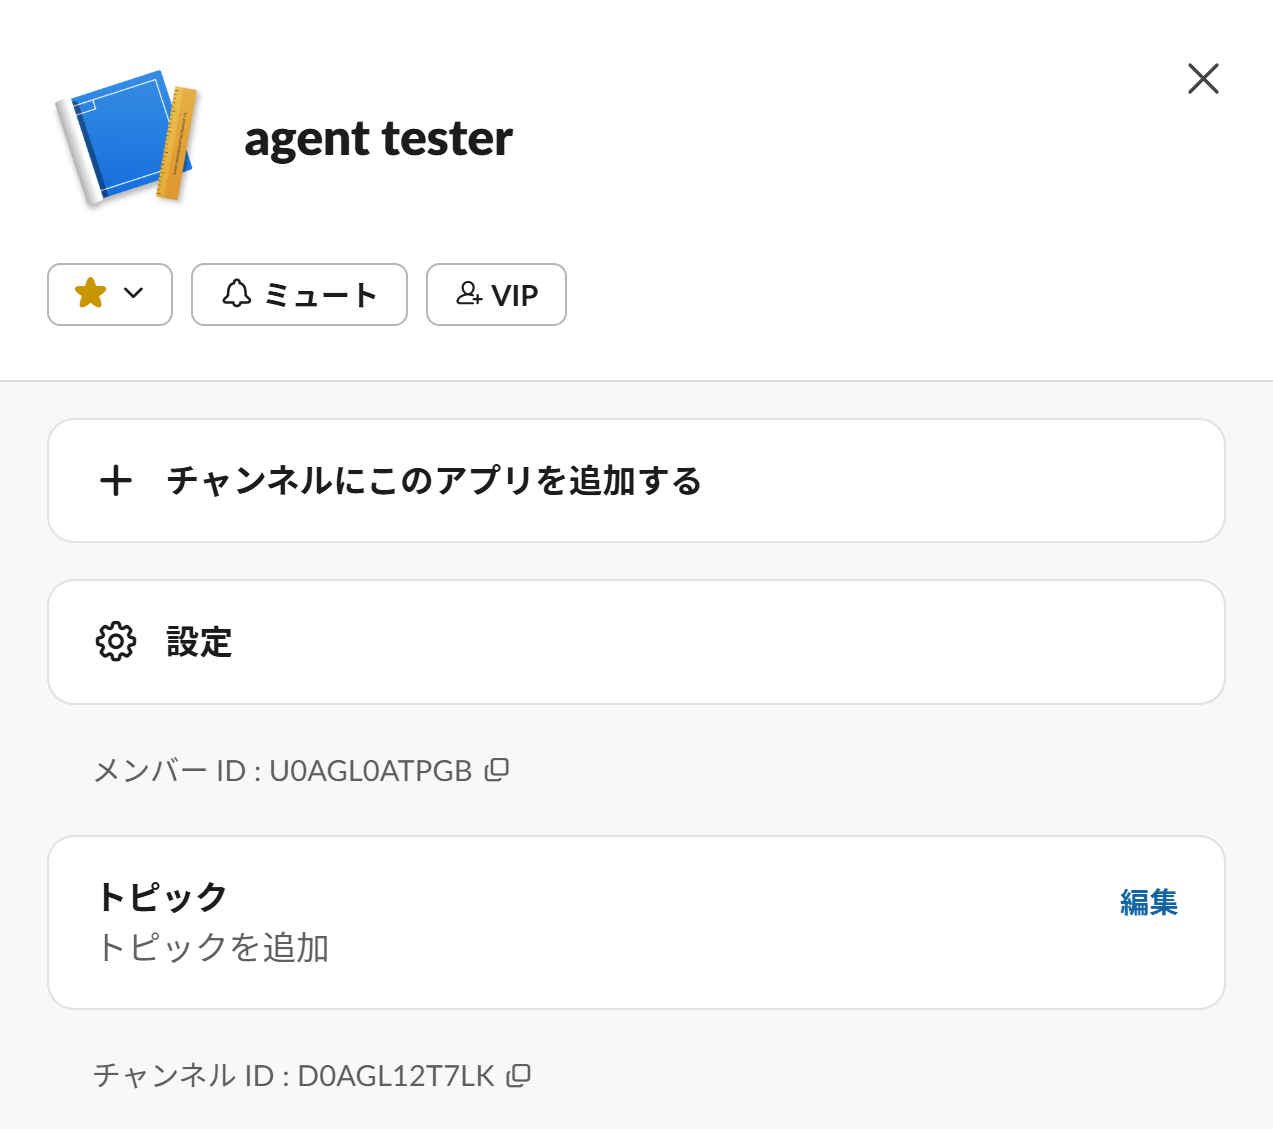 agent tester
ミュート
VIP
チャンネルにこのアプリを追加する
設定
メンバー ID : U0AGL0ATPGB
トピック
編集
トピックを追加
チャンネル ID : D0AGL12T7LK